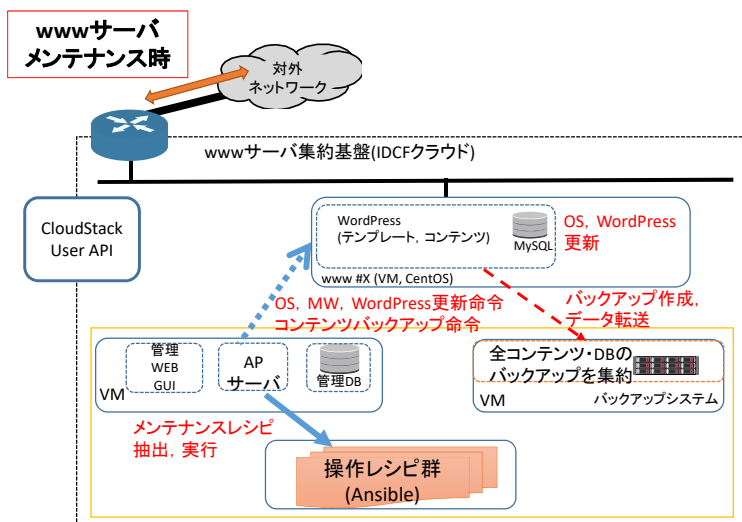 wwwサーバ
メンテナンス時
対外
ネットワーク
wwwサーバ集約基盤(IDCFクラウド)
CloudStack
User API
WordPress
(テンプレート, コンテンツ)
MySQL
OS, WordPress
更新
www #X (VM, CentOS)
OS, MW, WordPress更新命令
コンテンツバックアップ命令
バックアップ作成,
データ転送
管理
WEB
GUI
AP
サーバ
管理DB
VM
全コンテンツ・DBの
バックアップを集約
VM
バックアップシステム
メンテナンスレシピ
抽出, 実行
操作レシピ群
(Ansible)